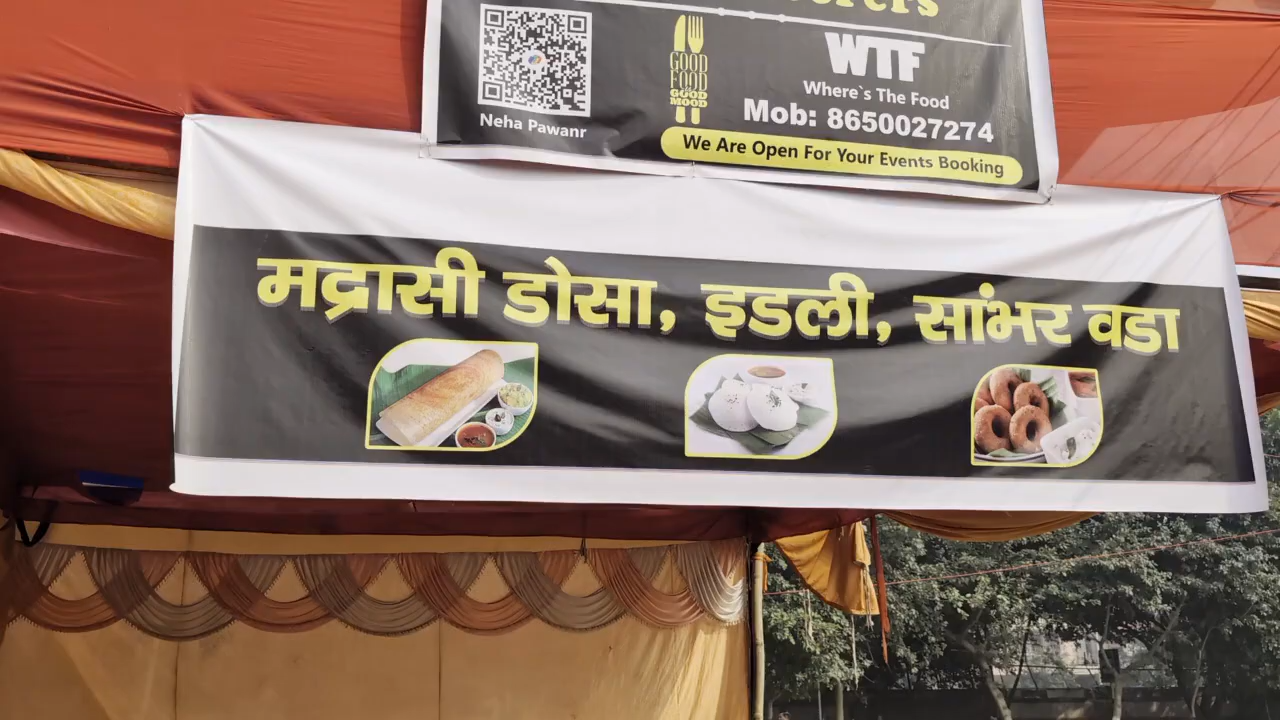 WTF
GOOD
FOOD
GOOD
MOOD
Where`s The Food
Neha Pawanr
Mob: 8650027274
We Are Open For Your Events Booking
मद्रासी डोसा, इडली, सांभर वडा